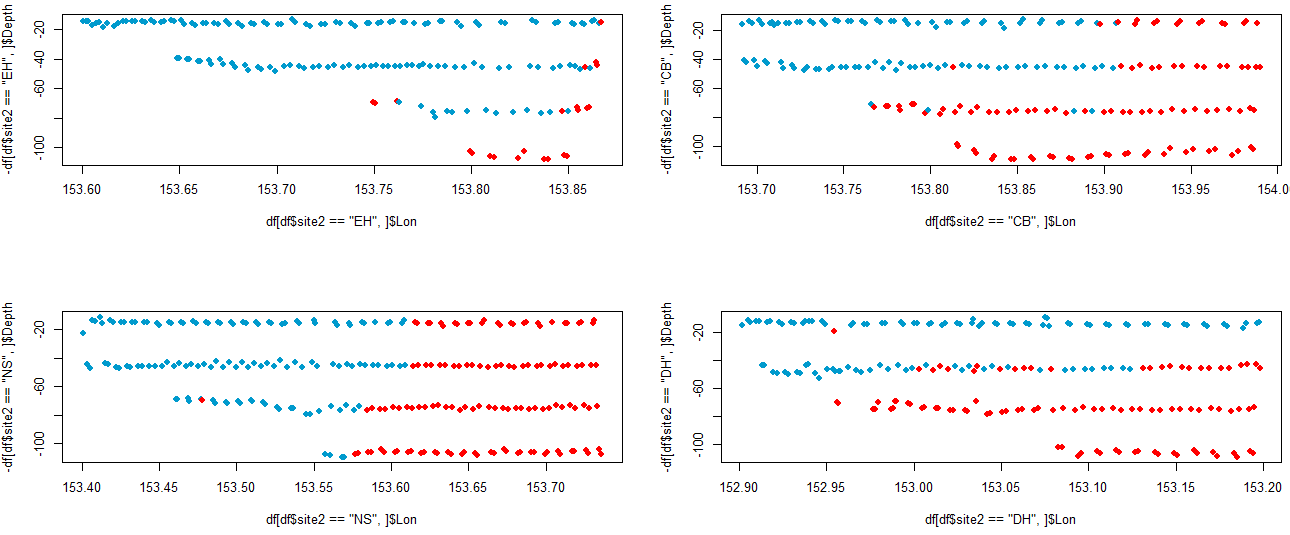 -df[df$site2 == "EH", ]$Depth
-20
-40
-60
-100
153.60 153.65 153.70 153.75 153.80 153.85
df[df$site2 == "EH", ]$Lon
-df[df$site2 == "CB", ]$Depth
-20
-40
-60
-100
153.70 153.75 153.80 153.85 153.90 153.95 154.0
df[df$site2 == "CB", ]$Lon
-df[df$site2 == "NS", ]$Depth
-20
-60
-100
153.40 153.45 153.50 153.55 153.60 153.65 153.70
df[df$site2 == "NS", ]$Lon
-df[df$site2 == "DH", ]$Depth
-20
-60
-100
152.90 152.95 153.00 153.05 153.10 153.15 153.20
df[df$site2 == "DH", ]$Lon